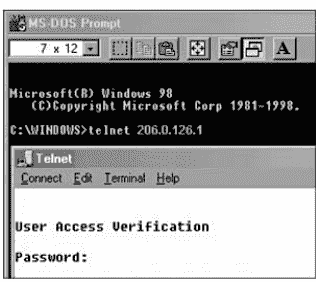 MS-DOS Prompt
7 x 12
A
Microsoft(R) Windows 98
(C)Copyright Microsoft Corp 1981-1998.
C:\WINDOWS>telnet 206.0.126.1
Telnet
Connect Edit Terminal Help
User Access Verification
Password: